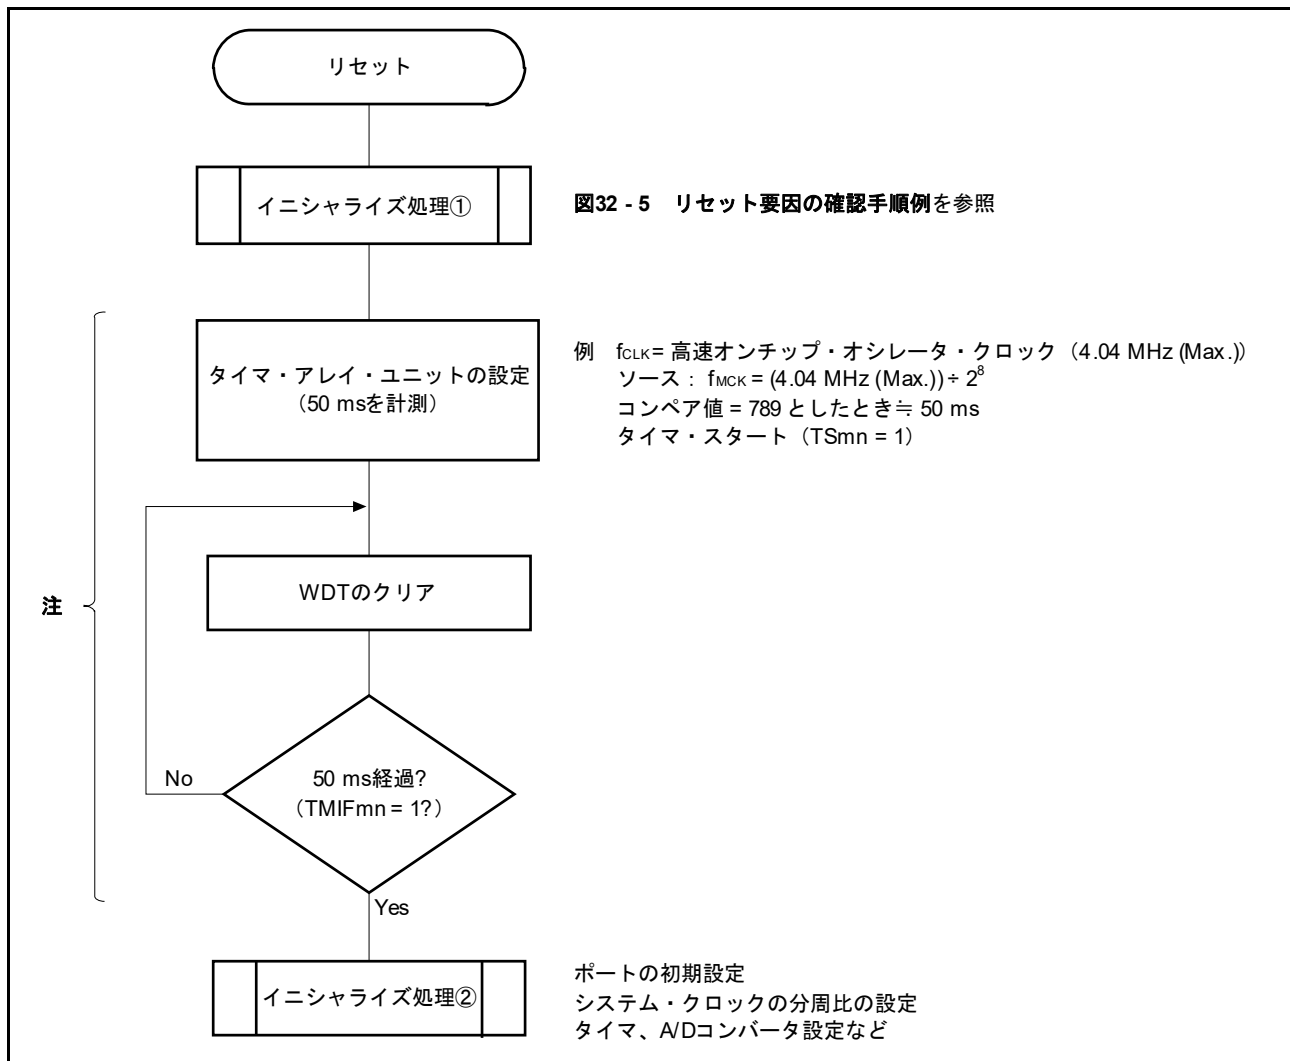 リセット
イニシャライズ処理①
図32 - 5 リセット要因の確認手順例を参照
タイマ・アレイ・ユニットの設定
（50 msを計測）
例 fCLK = 高速オンチップ・オシレータ・クロック（4.04 MHz (Max.)）
ソース： fMCK = (4.04 MHz (Max.)) ÷ 2⁸
コンペア値 = 789 としたとき≒ 50 ms
タイマ・スタート（TSmn = 1）
注
WDTのクリア
No
50 ms経過?
（TMIFmn = 1?）
Yes
イニシャライズ処理②
ポートの初期設定
システム・クロックの分周比の設定
タイマ、A/Dコンバータ設定など